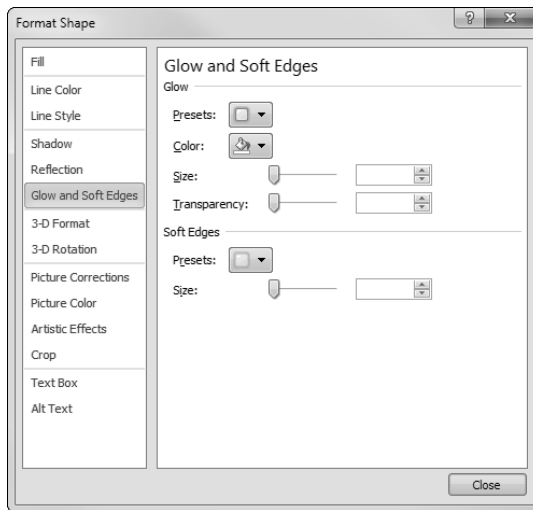 Format Shape
Fill
Line Color
Line Style
Shadow
Reflection
Glow and Soft Edges
3-D Format
3-D Rotation
Picture Corrections
Picture Color
Artistic Effects
Crop
Text Box
Alt Text
Glow and Soft Edges
Glow
Presets:
Color:
Size:
Transparency:
Soft Edges
Presets:
Size:
Close